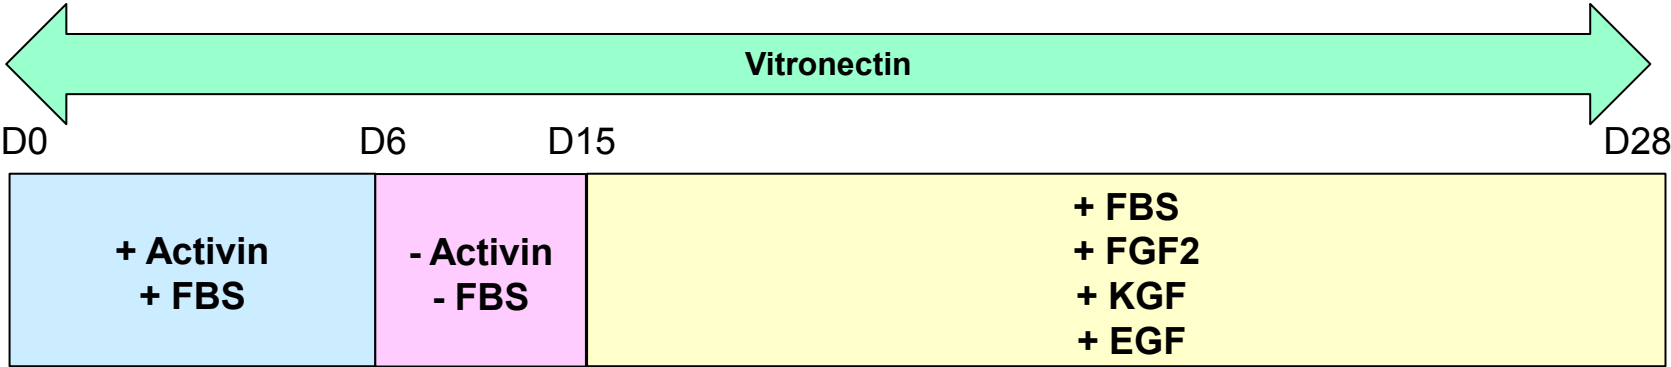 Vitronectin
D0 D6 D15 D28
+ Activin
+ FBS
- Activin
- FBS
+ FBS
+ FGF2
+ KGF
+ EGF